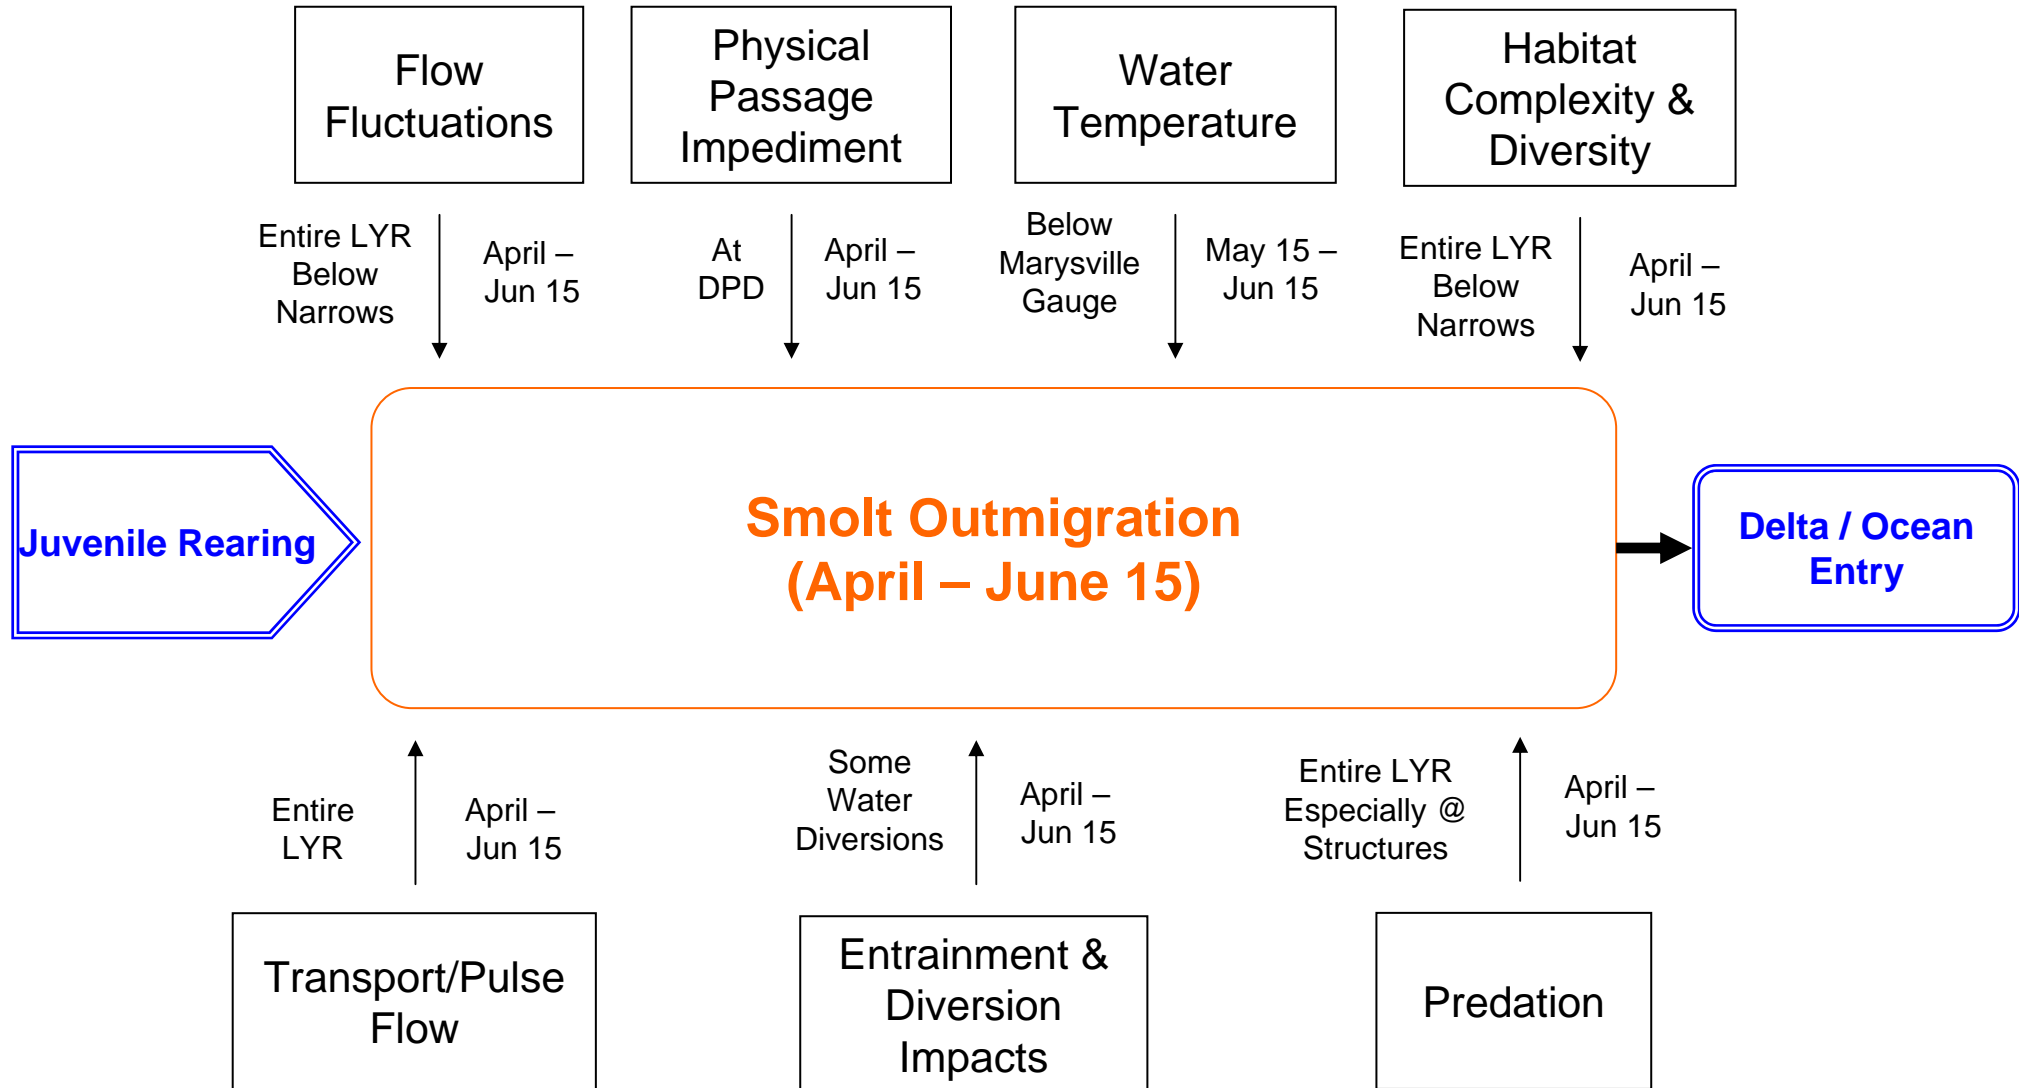 Flow
Fluctuations
Physical
Passage
Impediment
Water
Temperature
Habitat
Complexity &
Diversity
Entire LYR
Below
Narrows
April –
Jun 15
At
DPD
April –
Jun 15
Below
Marysville
Gauge
May 15 –
Jun 15
Entire LYR
Below
Narrows
April –
Jun 15
Juvenile Rearing
Smolt Outmigration
(April – June 15)
Delta / Ocean
Entry
Entire
LYR
April –
Jun 15
Some
Water
Diversions
April –
Jun 15
Entire LYR
Especially @
Structures
April –
Jun 15
Transport/Pulse
Flow
Entrainment &
Diversion
Impacts
Predation